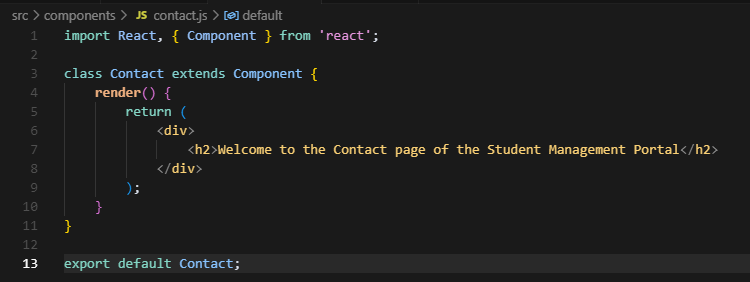 src > components > JS contact.js > default
1 import React, { Component } from 'react';
2
3 class Contact extends Component {
4     render() {
5         return (
6             <div>
7                 <h2>Welcome to the Contact page of the Student Management Portal</h2>
8             </div>
9         );
10     }
11 }
12
13 export default Contact;